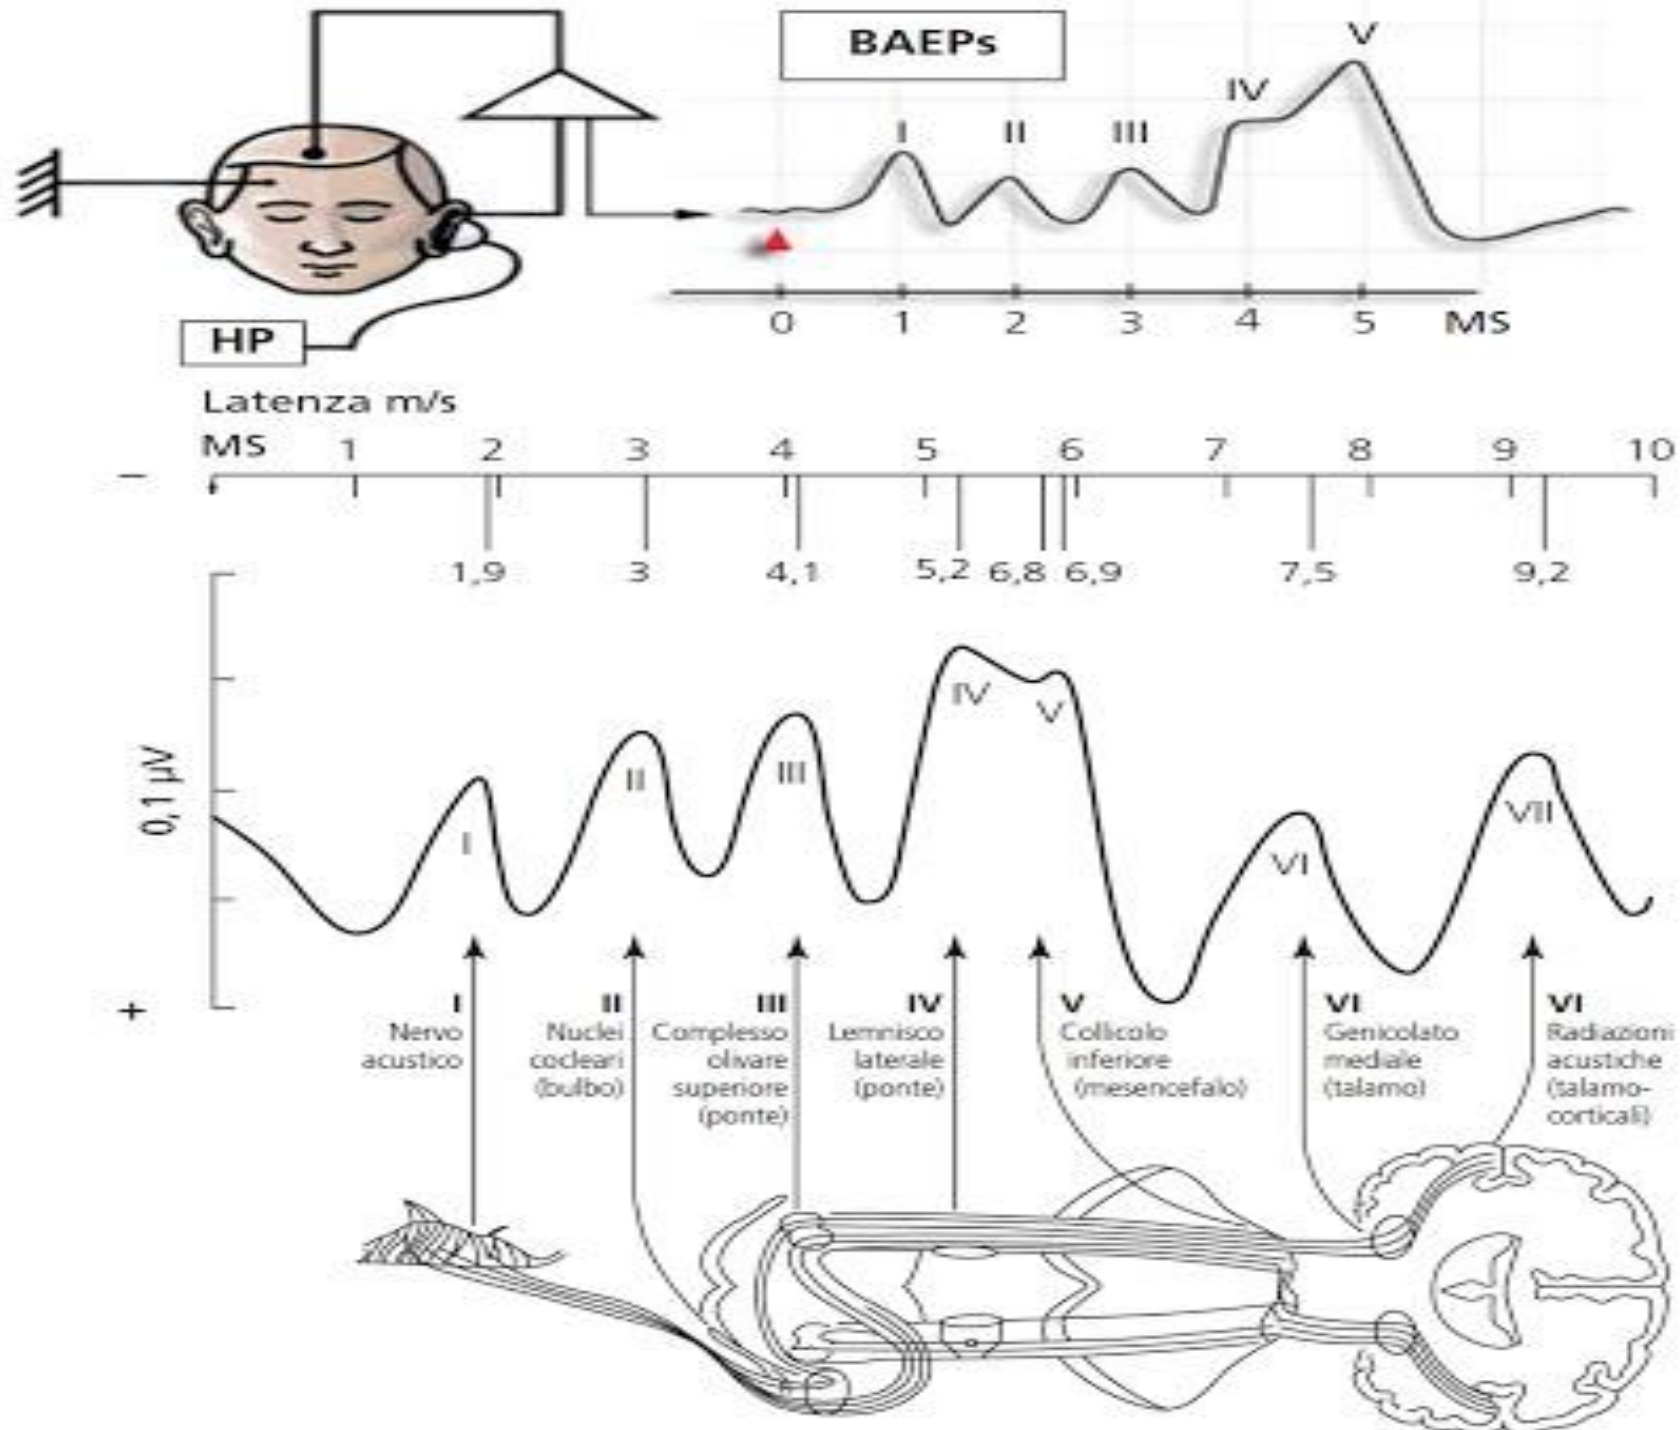 BAEPs
I
II
III
IV
V
HP
0 1 2 3 4 5 MS
Latenza m/s
MS 1 2 3 4 5 6 7 8 9 10
−
1,9 3 4,1 5,2 6,8 6,9 7,5 9,2
0,1 µV
I
II
III
IV
V
VI
VII
+
I
Nervo
acustico
II
Nuclei
cocleari
(bulbo)
III
Complesso
olivare
superiore
(ponte)
IV
Lemnisco
laterale
(ponte)
V
Collicolo
inferiore
(mesencefalo)
VI
Genicolato
mediale
(talamo)
VI
Radiazioni
acustiche
(talamo-
corticali)